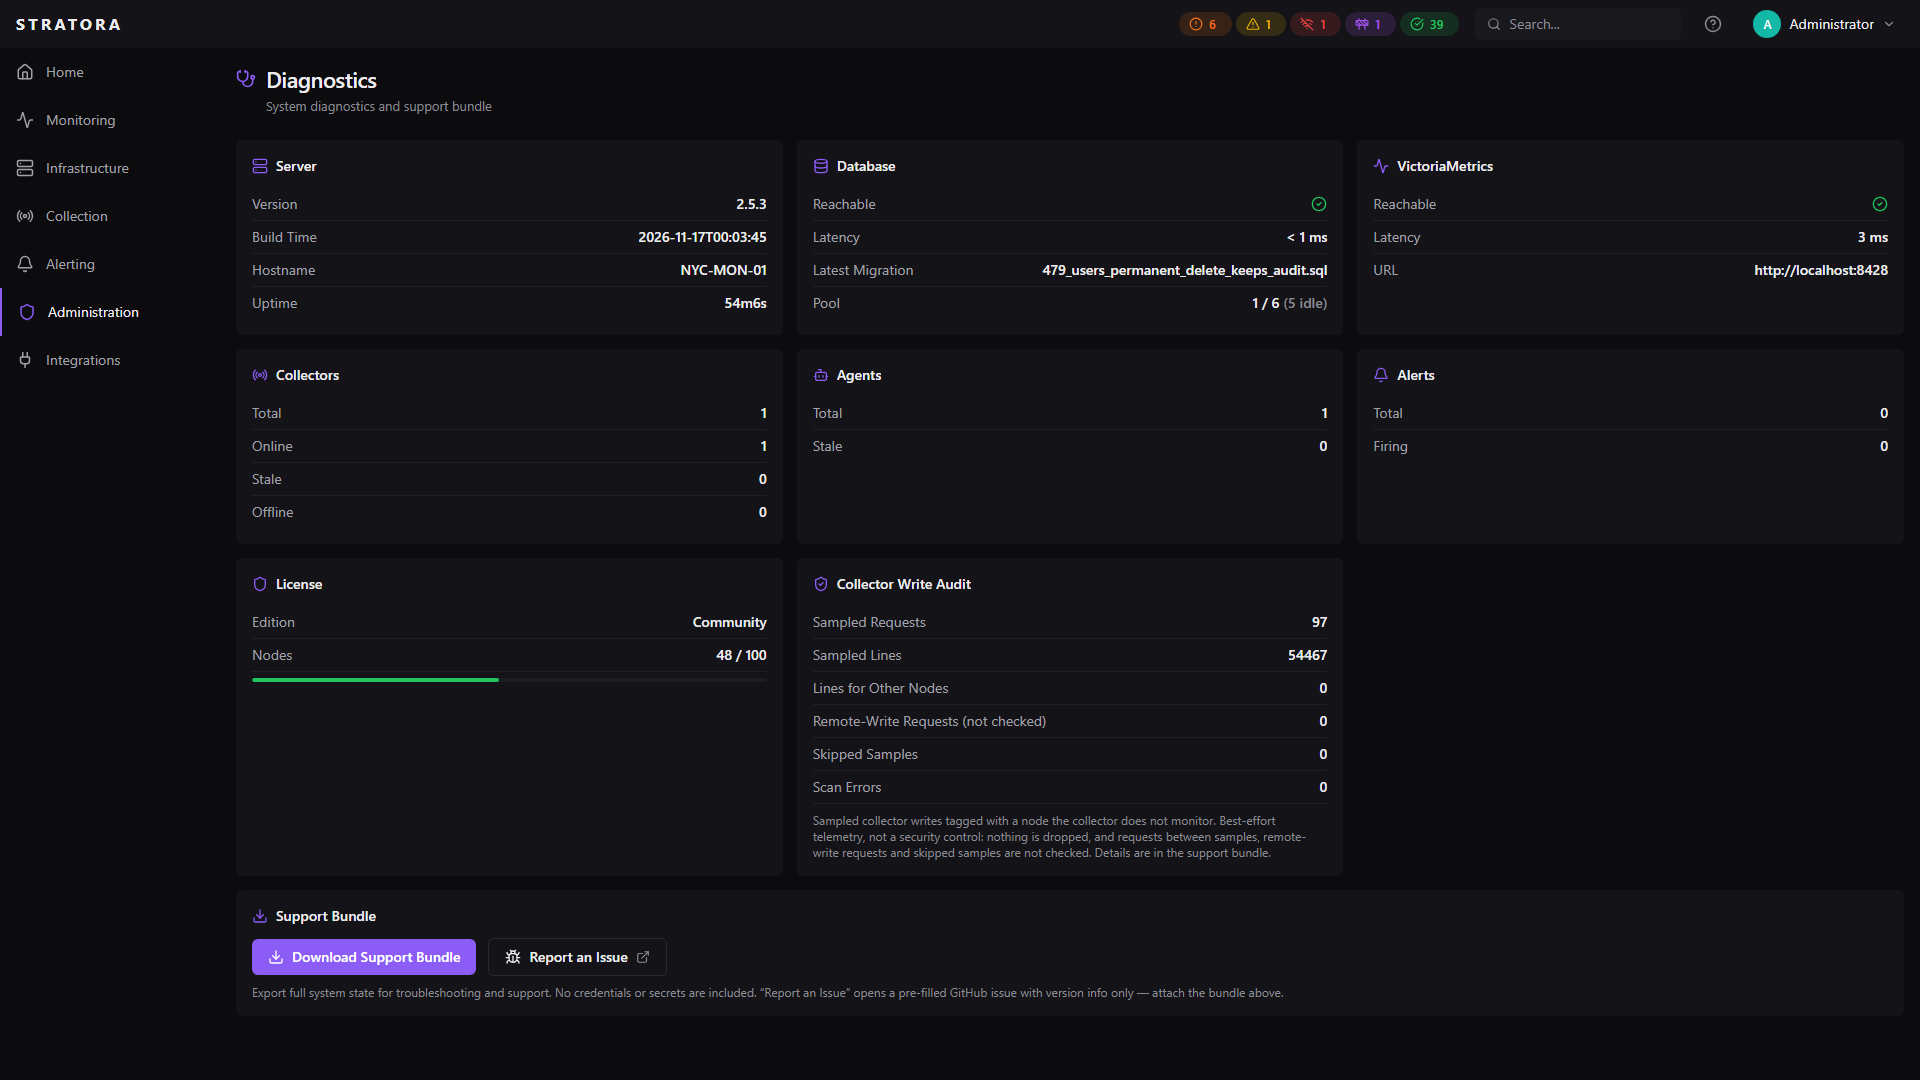 STRATORA
6
1
1
1
39
Search...
A
Administrator
Home
Monitoring
Infrastructure
Collection
Alerting
Administration
Integrations
Diagnostics
System diagnostics and support bundle
Server
Version 2.5.3
Build Time 2026-11-17T00:03:45
Hostname NYC-MON-01
Uptime 54m6s
Database
Reachable
Latency < 1 ms
Latest Migration 479_users_permanent_delete_keeps_audit.sql
Pool 1 / 6 (5 idle)
VictoriaMetrics
Reachable
Latency 3 ms
URL http://localhost:8428
Collectors
Total 1
Online 1
Stale 0
Offline 0
Agents
Total 1
Stale 0
Alerts
Total 0
Firing 0
License
Edition Community
Nodes 48 / 100
Collector Write Audit
Sampled Requests 97
Sampled Lines 54467
Lines for Other Nodes 0
Remote-Write Requests (not checked) 0
Skipped Samples 0
Scan Errors 0
Sampled collector writes tagged with a node the collector does not monitor. Best-effort
telemetry, not a security control: nothing is dropped, and requests between samples, remote-
write requests and skipped samples are not checked. Details are in the support bundle.
Support Bundle
Download Support Bundle
Report an Issue
Export full system state for troubleshooting and support. No credentials or secrets are included. “Report an Issue” opens a pre-filled GitHub issue with version info only — attach the bundle above.